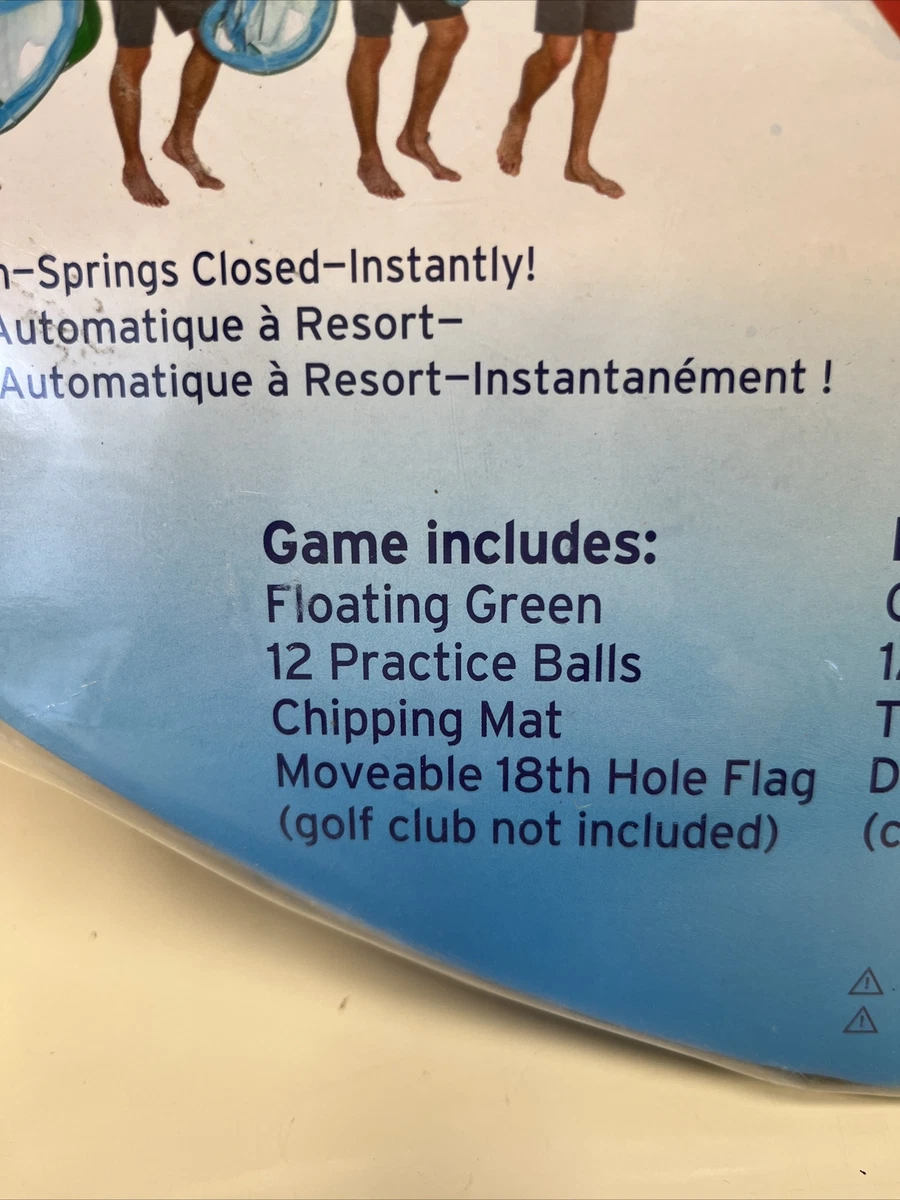 Springs Closed–Instantly!
Automatique à Resort–
Automatique à Resort–Instantanément !
Game includes:
Floating Green
12 Practice Balls
Chipping Mat
Moveable 18th Hole Flag
(golf club not included)